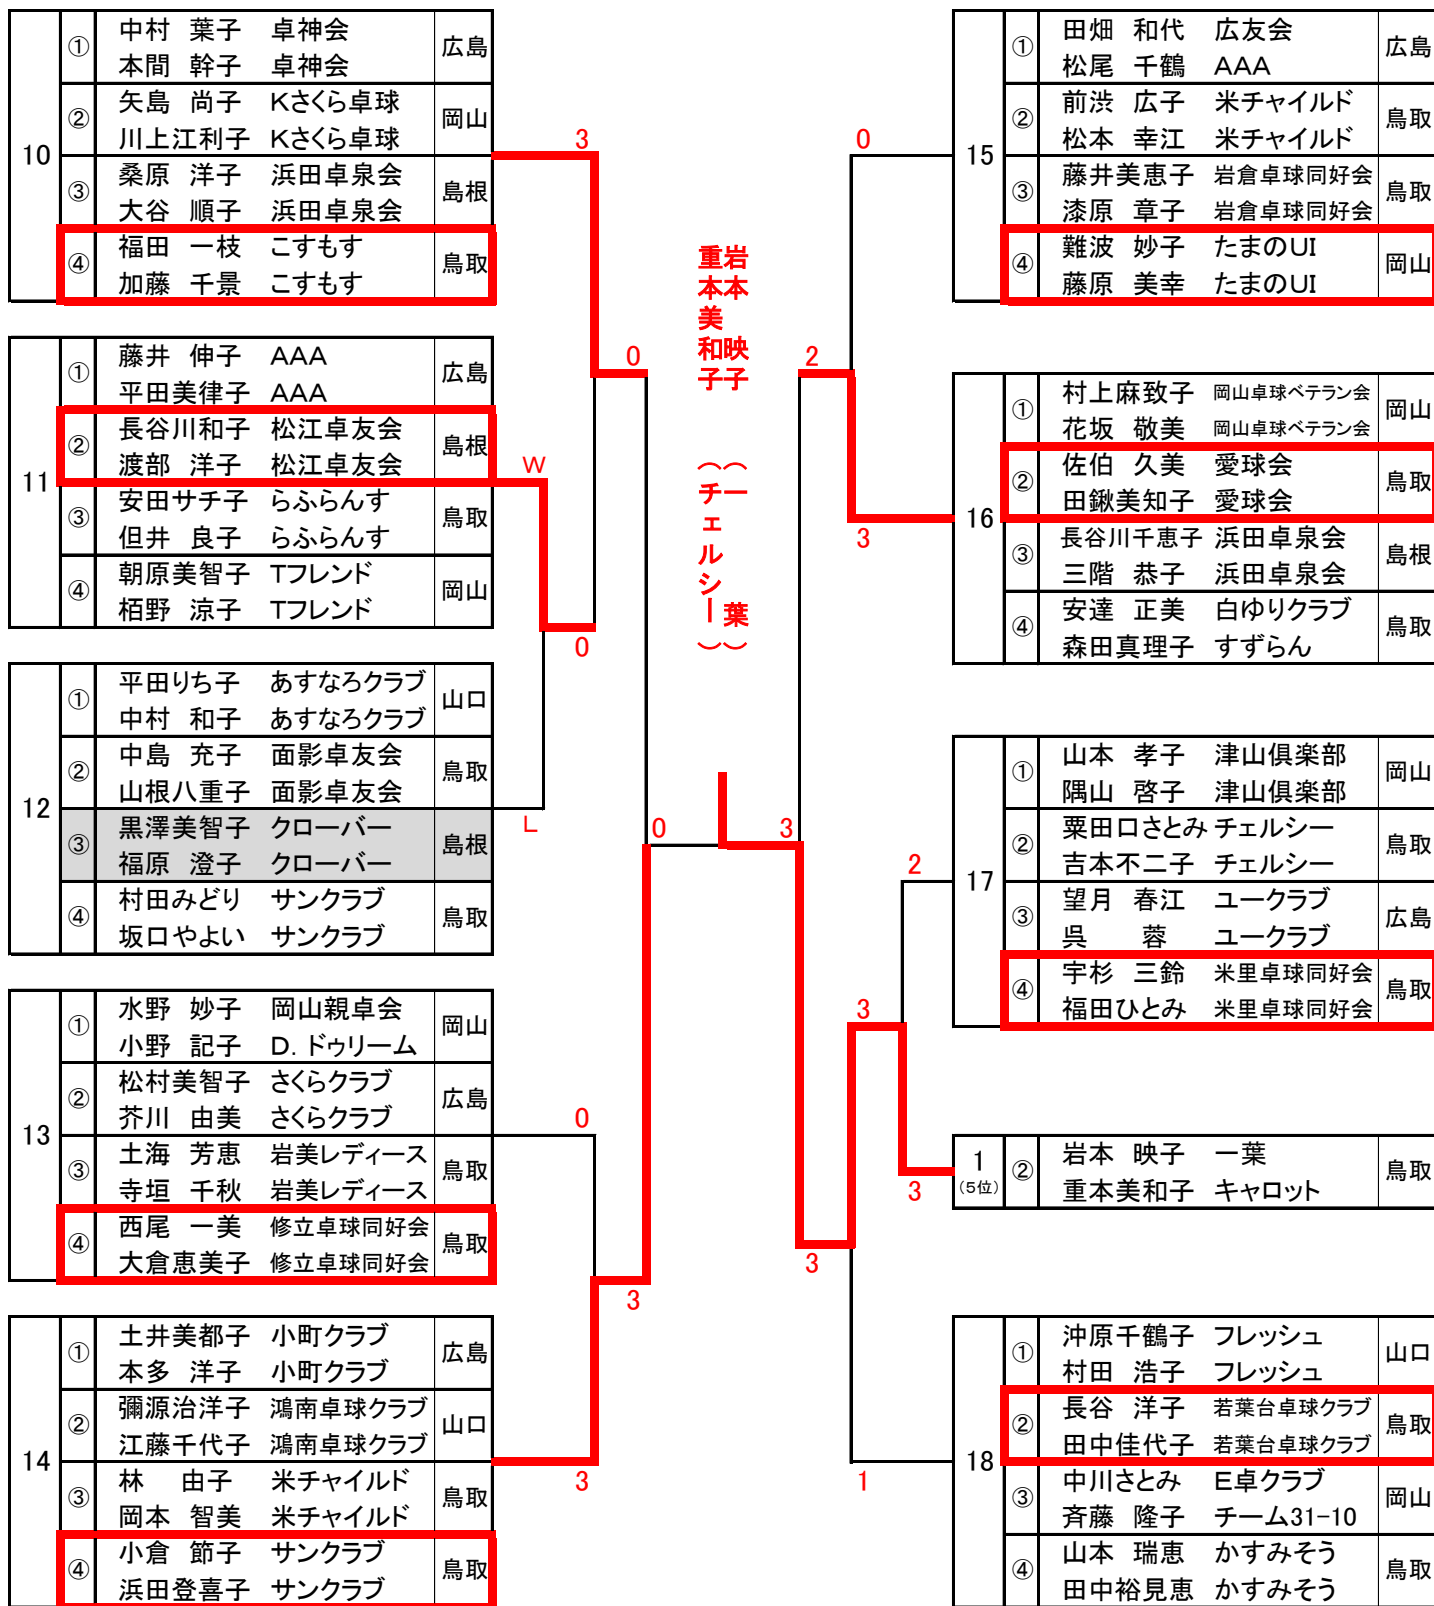 10
① 中村 葉子 卓神会 広島
本間 幹子 卓神会
② 矢島 尚子 Kさくら卓球 岡山
川上江利子 Kさくら卓球
③ 桑原 洋子 浜田卓泉会 島根
大谷 順子 浜田卓泉会
④ 福田 一枝 こすもす 鳥取
加藤 千景 こすもす
3
11
① 藤井 伸子 AAA 広島
平田美律子 AAA
② 長谷川和子 松江卓友会 島根
渡部 洋子 松江卓友会
③ 安田サチ子 らふらんす 鳥取
但井 良子 らふらんす
④ 朝原美智子 Tフレンド 岡山
栢野 涼子 Tフレンド
0
W
0
12
① 平田りち子 あすなろクラブ 山口
中村 和子 あすなろクラブ
② 中島 充子 面影卓友会 鳥取
山根八重子 面影卓友会
③ 黒澤美智子 クローバー 島根
福原 澄子 クローバー
④ 村田みどり サンクラブ 鳥取
坂口やよい サンクラブ
L
0
13
① 水野 妙子 岡山親卓会 岡山
小野 記子 D.ドゥリーム
② 松村美智子 さくらクラブ 広島
芥川 由美 さくらクラブ
③ 土海 芳恵 岩美レディース 鳥取
寺垣 千秋 岩美レディース
④ 西尾 一美 修立卓球同好会 鳥取
大倉恵美子 修立卓球同好会
0
3
14
① 土井美都子 小町クラブ 広島
本多 洋子 小町クラブ
② 彌源治洋子 鴻南卓球クラブ 山口
江藤千代子 鴻南卓球クラブ
③ 林 由子 米チャイルド 鳥取
岡本 智美 米チャイルド
④ 小倉 節子 サンクラブ 鳥取
浜田登喜子 サンクラブ
3
岩本 映子 (一 葉)
重本美和子 (チェルシー)
3
15
① 田畑 和代 広友会 広島
松尾 千鶴 AAA
② 前渋 広子 米チャイルド 鳥取
松本 幸江 米チャイルド
③ 藤井美恵子 岩倉卓球同好会 鳥取
漆原 章子 岩倉卓球同好会
④ 難波 妙子 たまのUI 岡山
藤原 美幸 たまのUI
0
2
16
① 村上麻致子 岡山卓球ベテラン会 岡山
花坂 敬美 岡山卓球ベテラン会
② 佐伯 久美 愛球会 鳥取
田鍬美知子 愛球会
③ 長谷川千恵子 浜田卓泉会 島根
三階 恭子 浜田卓泉会
④ 安達 正美 白ゆりクラブ 鳥取
森田真理子 すずらん
3
17
① 山本 孝子 津山倶楽部 岡山
隅山 啓子 津山倶楽部
② 粟田口さとみ チェルシー 鳥取
吉本不二子 チェルシー
③ 望月 春江 ユークラブ 広島
呉 蓉 ユークラブ
④ 宇杉 三鈴 米里卓球同好会 鳥取
福田ひとみ 米里卓球同好会
2
3
1
(5位)
② 岩本 映子 一葉 鳥取
重本美和子 キャロット
3
3
18
① 沖原千鶴子 フレッシュ 山口
村田 浩子 フレッシュ
② 長谷 洋子 若葉台卓球クラブ 鳥取
田中佳代子 若葉台卓球クラブ
③ 中川さとみ E卓クラブ 岡山
斉藤 隆子 チーム31-10
④ 山本 瑞恵 かすみそう 鳥取
田中裕見恵 かすみそう
1